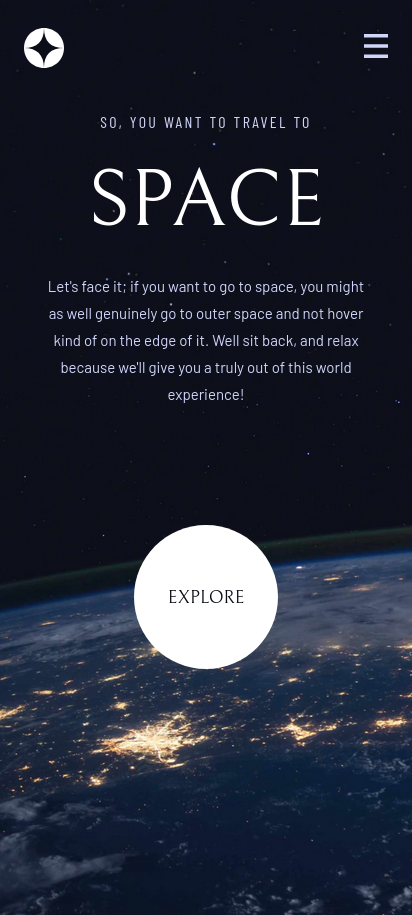 SO, YOU WANT TO TRAVEL TO
SPACE
Let's face it; if you want to go to space, you might
as well genuinely go to outer space and not hover
kind of on the edge of it. Well sit back, and relax
because we'll give you a truly out of this world
experience!
EXPLORE